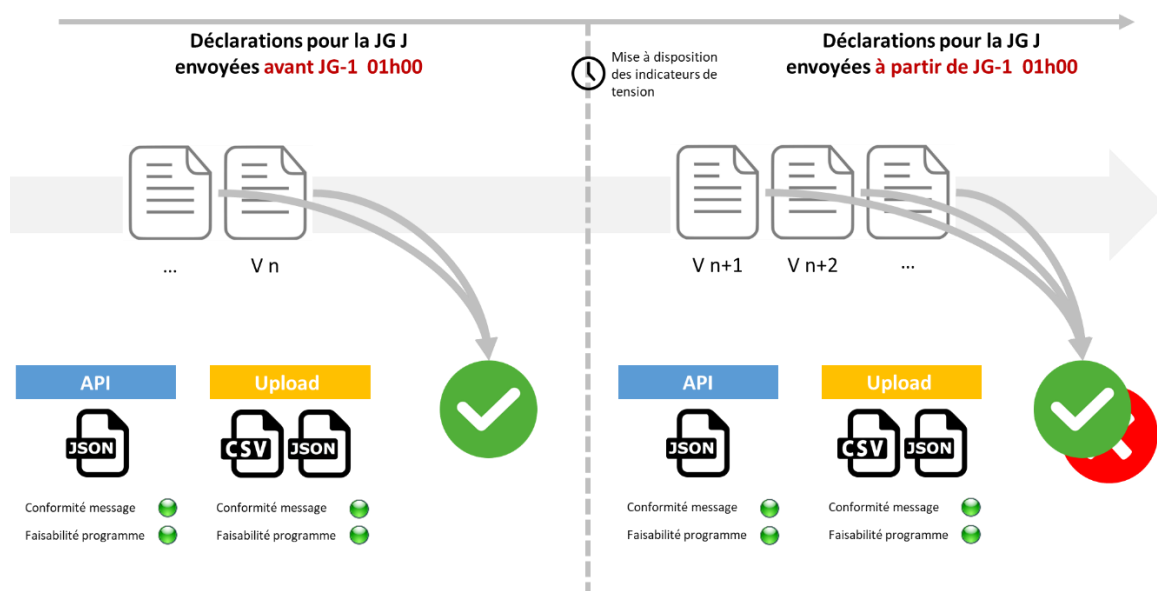 Déclarations pour la JG J
envoyées avant JG-1 01h00
Mise à disposition
des indicateurs de
tension
Déclarations pour la JG J
envoyées à partir de JG-1 01h00
...
V n
V n+1
V n+2
...
API
Upload
JSON
CSV
JSON
Conformité message
Faisabilité programme
Conformité message
Faisabilité programme
API
Upload
JSON
CSV
JSON
Conformité message
Faisabilité programme
Conformité message
Faisabilité programme